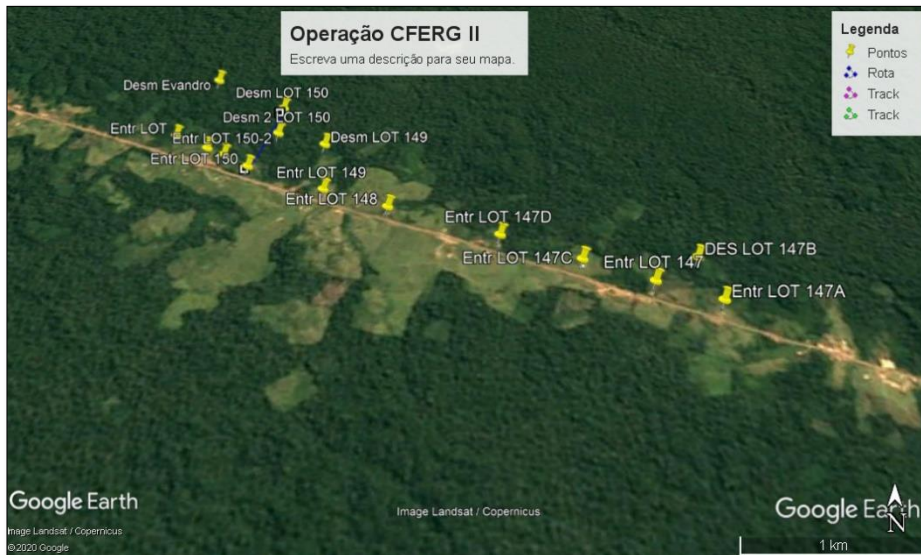 Operação CFERG II
Escreva uma descrição para seu mapa.
Legenda
Pontos
Rota
Track
Track
Desm Evandro
Desm LOT 150
Desm 2 LOT 150
Entr LOT
Entr LOT 150-2
Desm LOT 149
Entr LOT 150
Entr LOT 149
Entr LOT 148
Entr LOT 147D
Entr LOT 147C
Entr LOT 147
DES LOT 147B
Entr LOT 147A
Google Earth
Image Landsat / Copernicus
© 2020 Google
Image Landsat / Copernicus
Google Earth
N
1 km